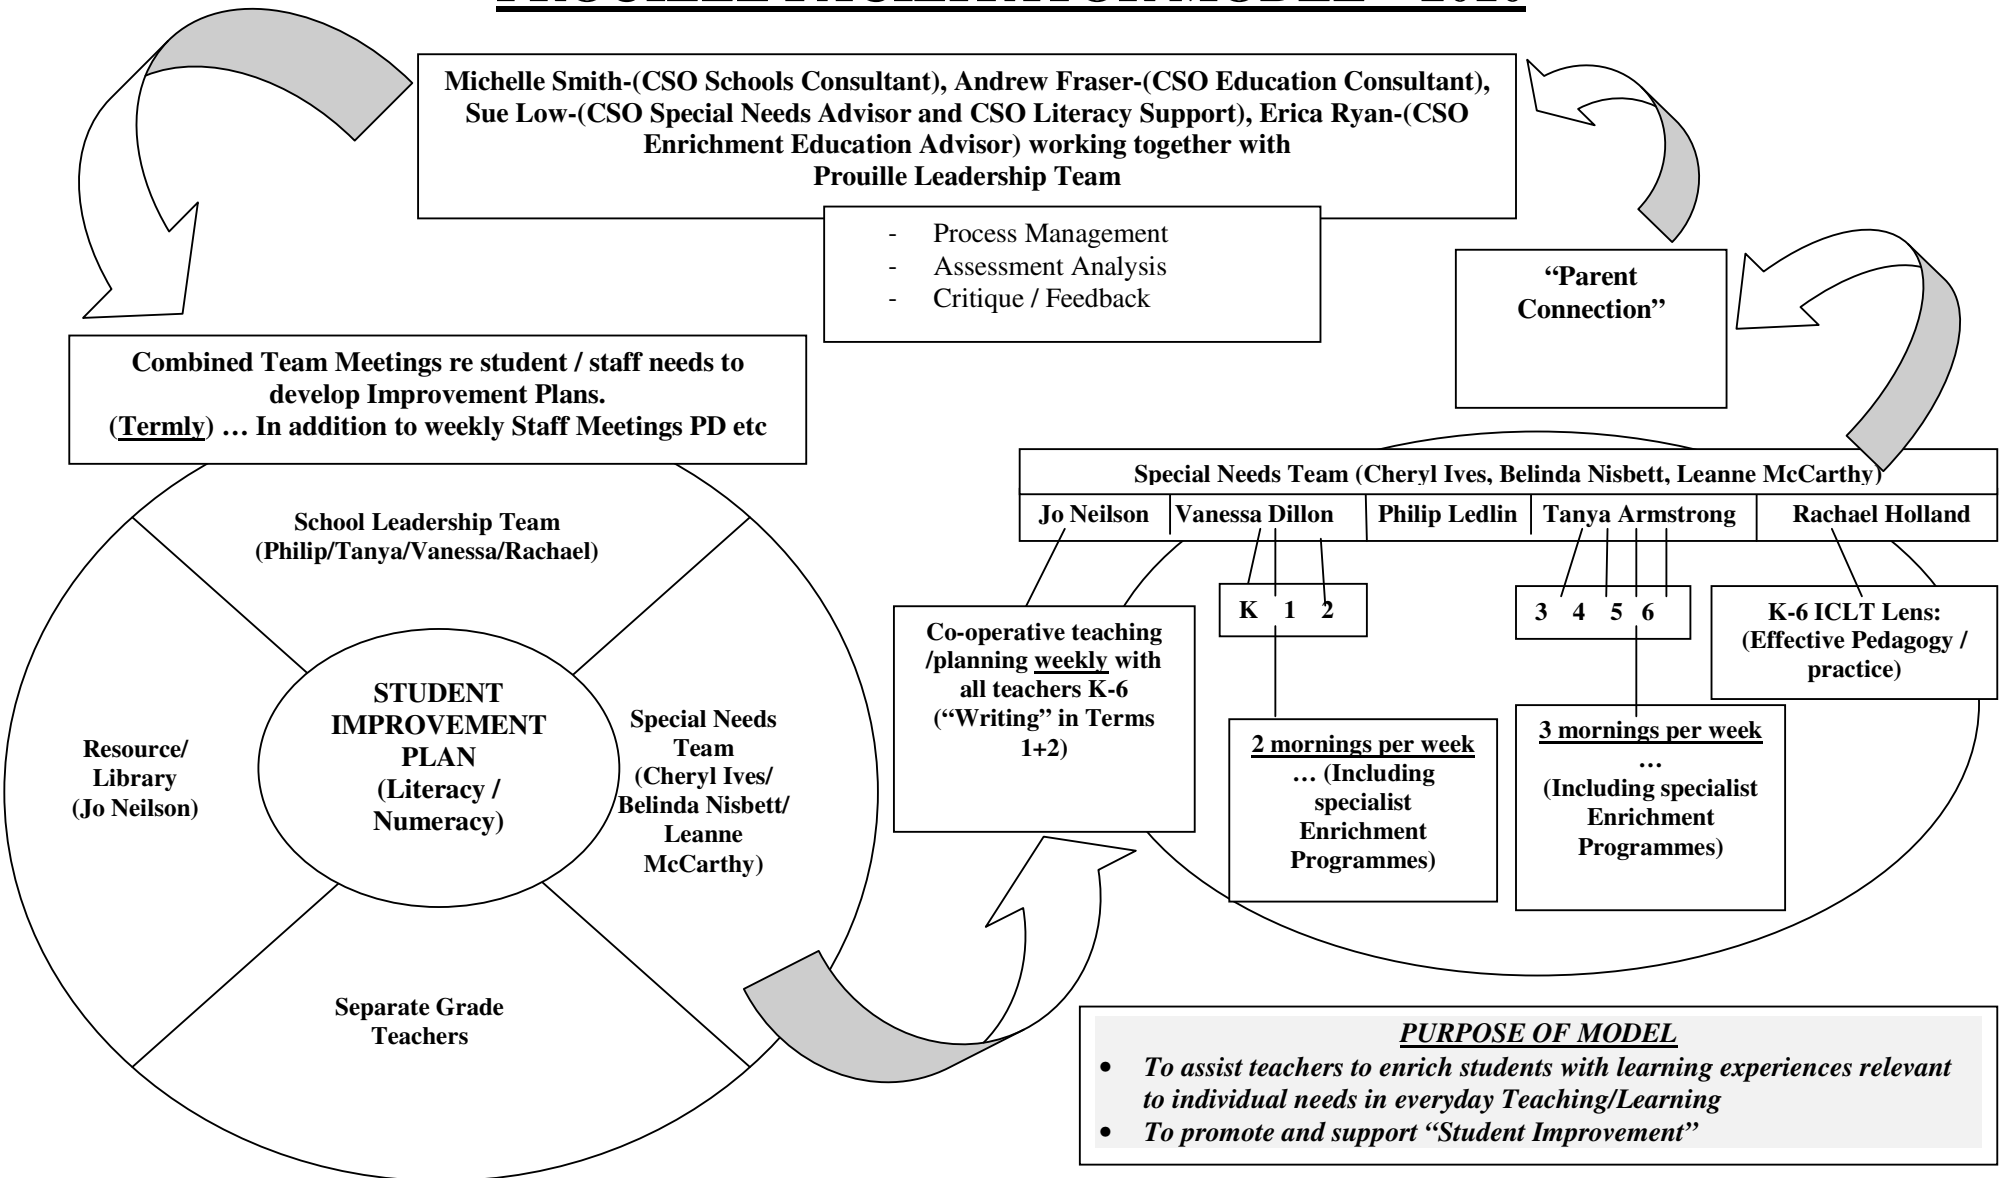 Michelle Smith-(CSO Schools Consultant), Andrew Fraser-(CSO Education Consultant),
Sue Low-(CSO Special Needs Advisor and CSO Literacy Support), Erica Ryan-(CSO
Enrichment Education Advisor) working together with
Prouille Leadership Team
- Process Management
- Assessment Analysis
- Critique / Feedback
“Parent
Connection”
Combined Team Meetings re student / staff needs to
develop Improvement Plans.
(Termly) … In addition to weekly Staff Meetings PD etc
School Leadership Team
(Philip/Tanya/Vanessa/Rachael)
STUDENT
IMPROVEMENT
PLAN
(Literacy /
Numeracy)
Resource/
Library
(Jo Neilson)
Special Needs
Team
(Cheryl Ives/
Belinda Nisbett/
Leanne
McCarthy)
Separate Grade
Teachers
Special Needs Team (Cheryl Ives, Belinda Nisbett, Leanne McCarthy)
Jo Neilson Vanessa Dillon Philip Ledlin Tanya Armstrong Rachael Holland
Co-operative teaching
/planning weekly with
all teachers K-6
(“Writing” in Terms
1+2)
K 1 2
3 4 5 6
K-6 ICLT Lens:
(Effective Pedagogy /
practice)
2 mornings per week
… (Including
specialist
Enrichment
Programmes)
3 mornings per week
…
(Including specialist
Enrichment
Programmes)
PURPOSE OF MODEL
• To assist teachers to enrich students with learning experiences relevant
to individual needs in everyday Teaching/Learning
• To promote and support “Student Improvement”